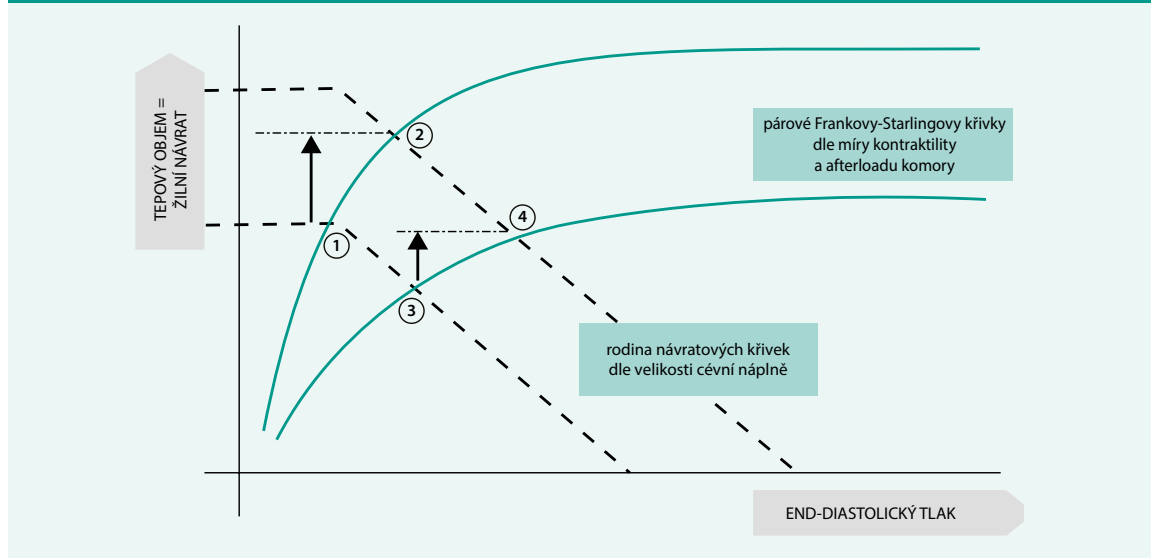 TEPOVÝ OBJEM =
ŽILNÍ NÁVRAT
2
párové Frankovy-Starlingovy křivky
dle míry kontraktility
a afterloadu komory
4
1
3
rodina návratových křivek
dle velikosti cévní náplně
END-DIASTOLICKÝ TLAK